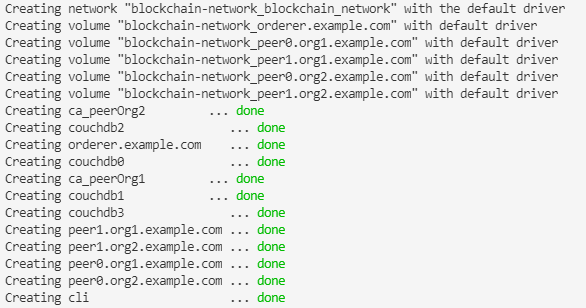 Creating network "blockchain-network_blockchain_network" with the default driver
Creating volume "blockchain-network_orderer.example.com" with default driver
Creating volume "blockchain-network_peer0.org1.example.com" with default driver
Creating volume "blockchain-network_peer1.org1.example.com" with default driver
Creating volume "blockchain-network_peer0.org2.example.com" with default driver
Creating volume "blockchain-network_peer1.org2.example.com" with default driver
Creating ca_peerOrg2 ... done
Creating couchdb2 ... done
Creating orderer.example.com ... done
Creating couchdb0 ... done
Creating ca_peerOrg1 ... done
Creating couchdb1 ... done
Creating couchdb3 ... done
Creating peer1.org1.example.com ... done
Creating peer1.org2.example.com ... done
Creating peer0.org1.example.com ... done
Creating peer0.org2.example.com ... done
Creating cli ... done